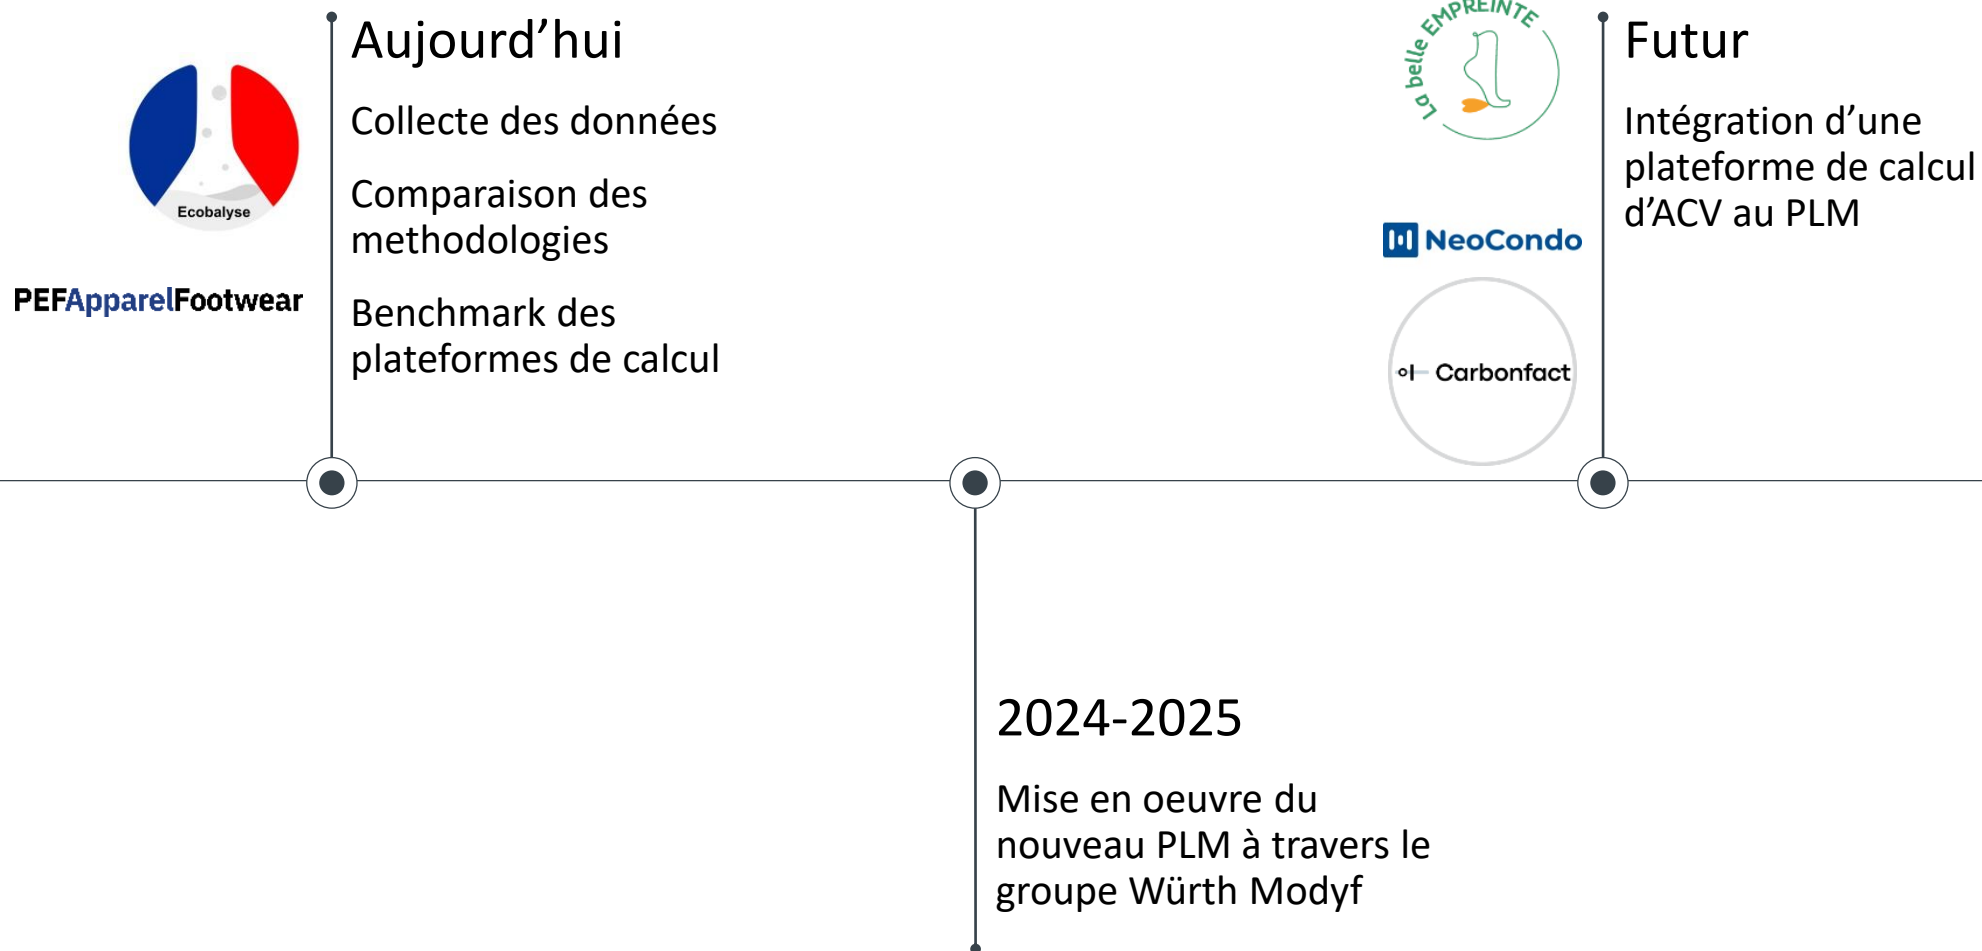 Aujourd’hui
Collecte des données
Comparaison des
methodologies
Benchmark des
plateformes de calcul
Ecobalyse
PEFApparelFootwear
2024-2025
Mise en oeuvre du
nouveau PLM à travers le
groupe Würth Modyf
La belle EMPREINTE
NeoCondo
Carbonfact
Futur
Intégration d’une
plateforme de calcul
d’ACV au PLM